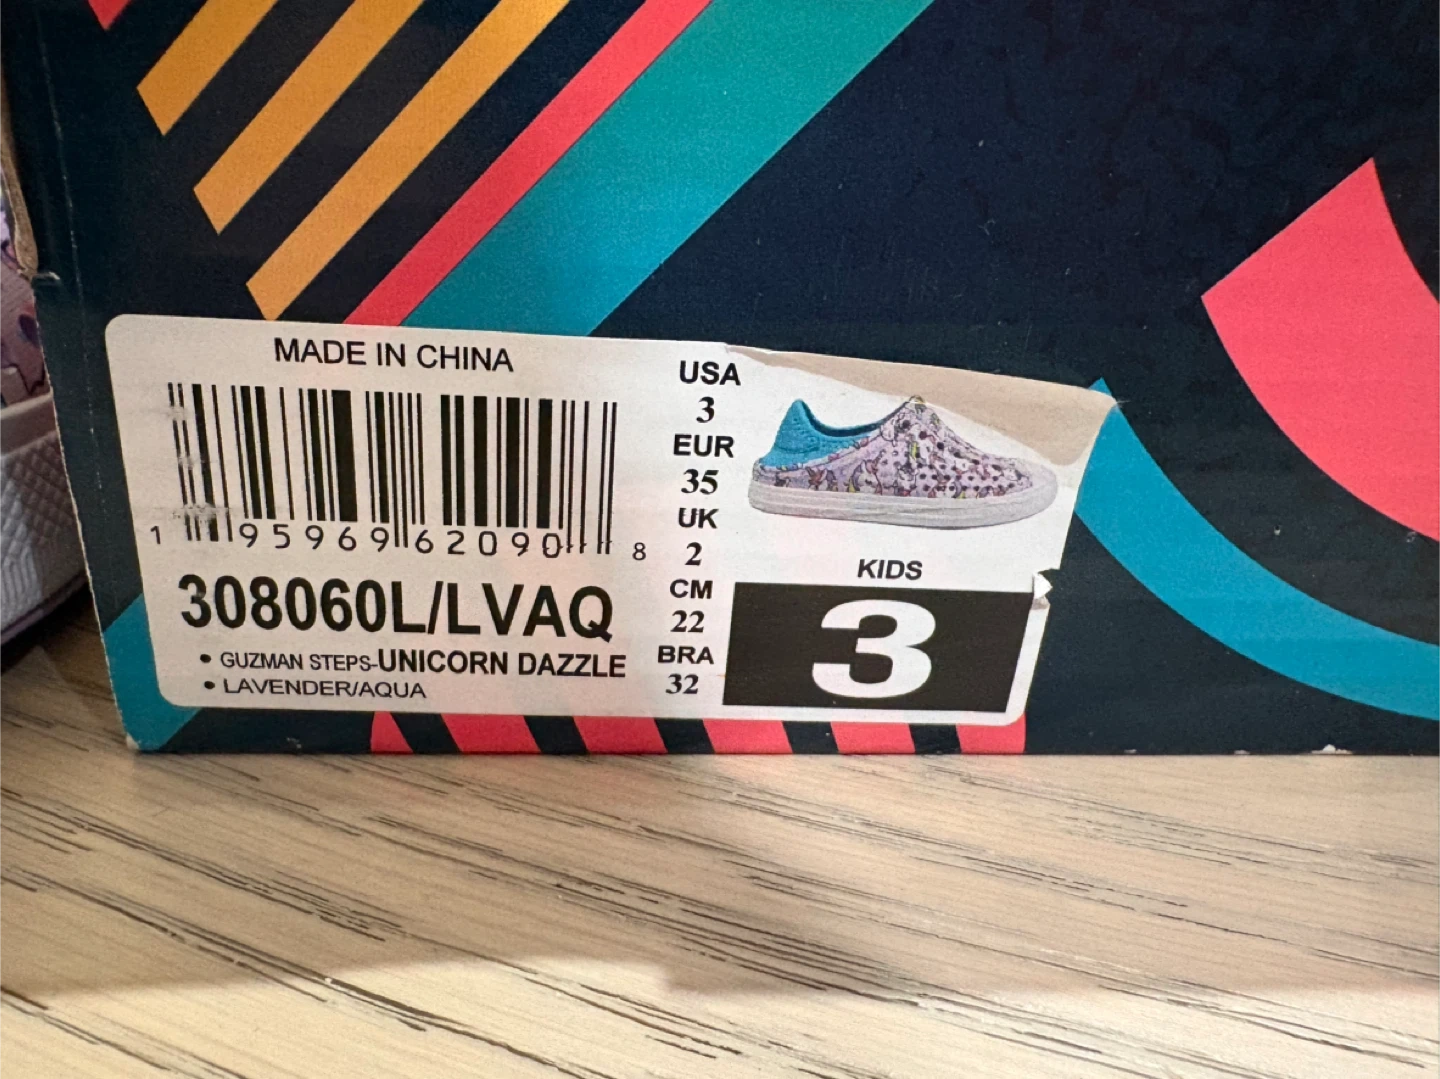 MADE IN CHINA
1 95969 62090 8
308060L/LVAQ
• GUZMAN STEPS-UNICORN DAZZLE
• LAVENDER/AQUA
USA
3
EUR
35
UK
2
CM
22
BRA
32
KIDS
3